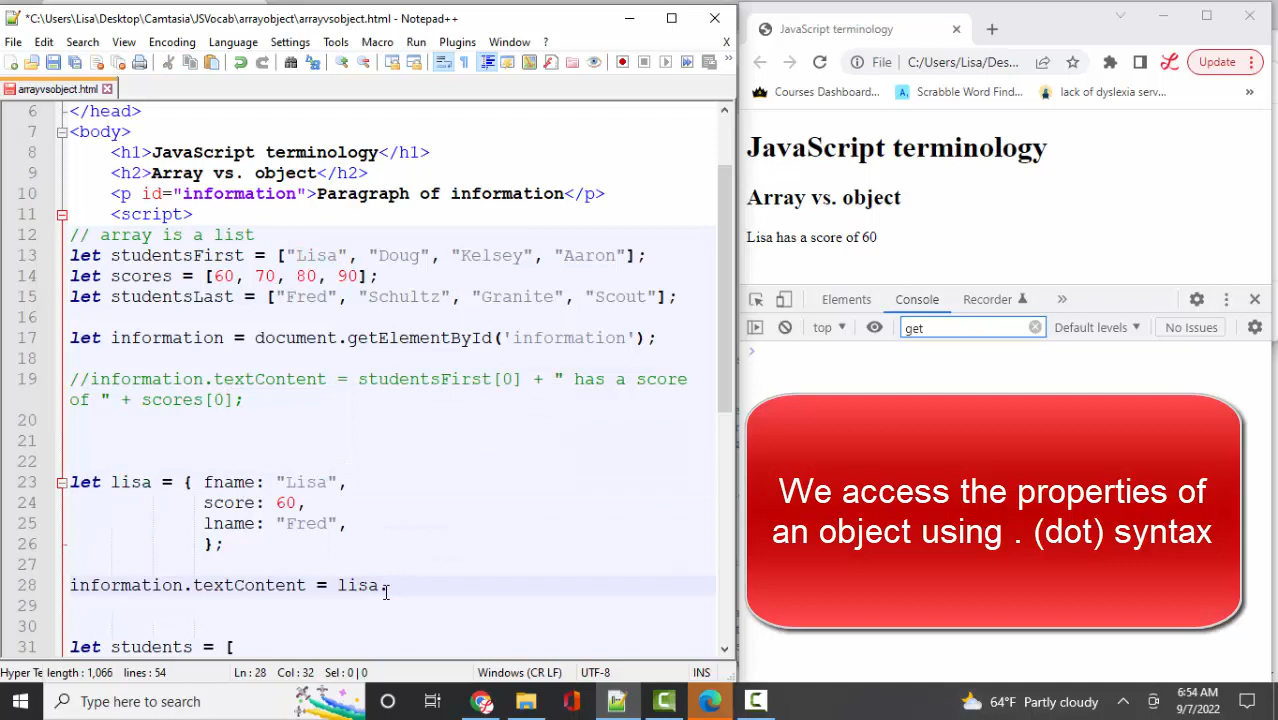 *C:\Users\Lisa\Desktop\Camtasia\JSVocab\arrayobject\arrayvsobject.html - Notepad++
File Edit Search View Encoding Language Settings Tools Macro Run Plugins Window ? X
arrayvsobject.html
6 </head>
7 <body>
8 <h1>JavaScript terminology</h1>
9 <h2>Array vs. object</h2>
10 <p id="information">Paragraph of information</p>
11 <script>
12 // array is a list
13 let studentsFirst = ["Lisa", "Doug", "Kelsey", "Aaron"];
14 let scores = [60, 70, 80, 90];
15 let studentsLast = ["Fred", "Schultz", "Granite", "Scout"];
16
17 let information = document.getElementById('information');
18
19 //information.textContent = studentsFirst[0] + " has a score
of " + scores[0];
20
21
22
23 let lisa = { fname: "Lisa",
24 score: 60,
25 lname: "Fred",
26 };
27
28 information.textContent = lisa.
29
30
31 let students = [
Hyper Te length : 1,066 lines : 54 Ln : 28 Col : 32 Sel : 0 | 0 Windows (CR LF) UTF-8 INS
JavaScript terminology
File C:/Users/Lisa/Des... Update
Courses Dashboard... Scrabble Word Find... lack of dyslexia serv... »
JavaScript terminology
Array vs. object
Lisa has a score of 60
Elements Console Recorder »
top get Default levels No Issues
We access the properties of
an object using . (dot) syntax
Type here to search
64°F Partly cloudy
6:54 AM
9/7/2022